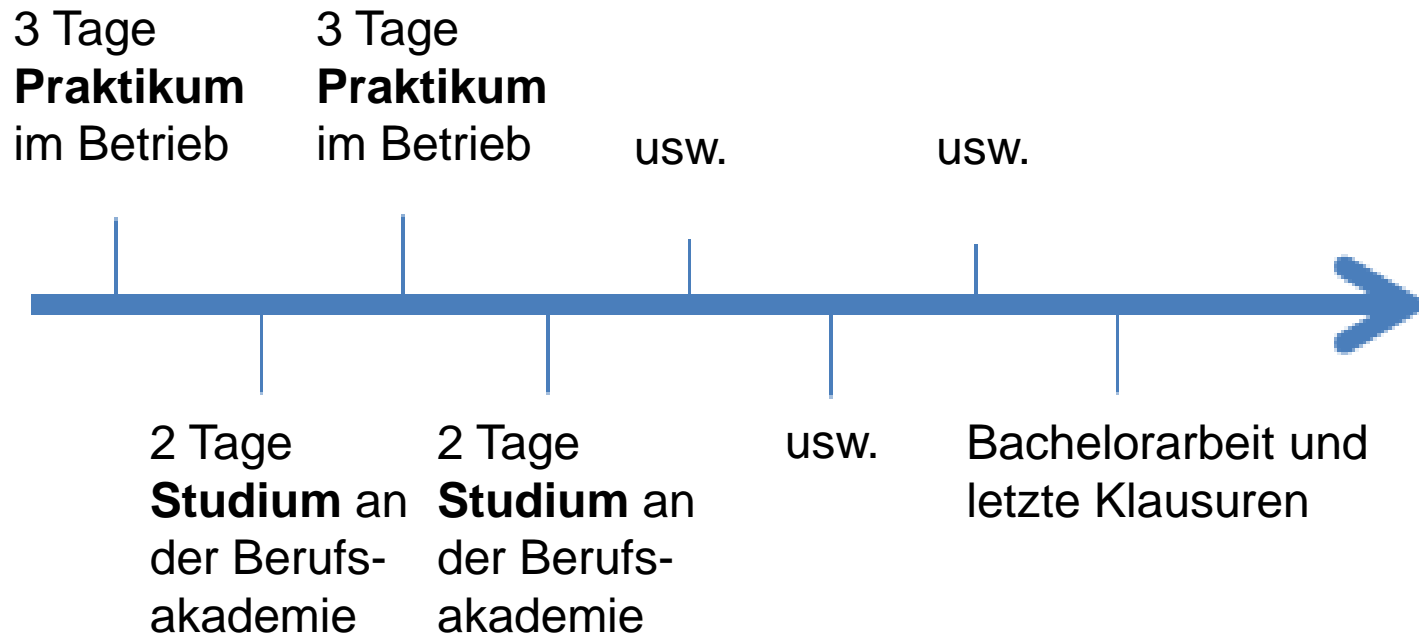 3 Tage
Praktikum
im Betrieb
3 Tage
Praktikum
im Betrieb
usw.
usw.
2 Tage
Studium an
der Berufs-
akademie
2 Tage
Studium an
der Berufs-
akademie
usw.
Bachelorarbeit und
letzte Klausuren